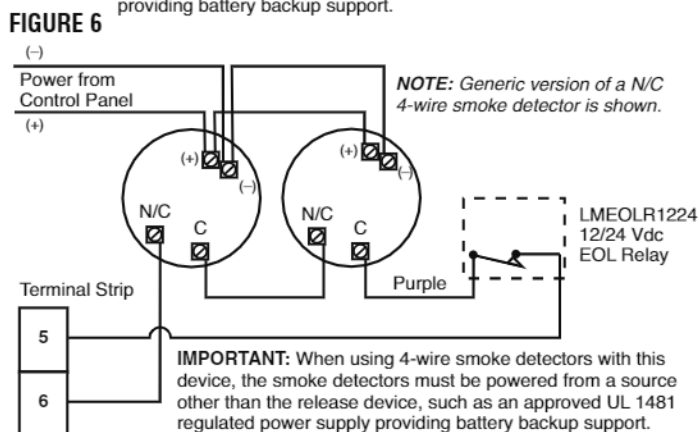 providing battery backup support.
FIGURE 6
(–)
Power from
Control Panel
(+)
NOTE: Generic version of a N/C
4-wire smoke detector is shown.
(+)
(–)
(+)
(–)
N/C
C
N/C
C
LMEOLR1224
12/24 Vdc
EOL Relay
Purple
Terminal Strip
5
6
IMPORTANT: When using 4-wire smoke detectors with this
device, the smoke detectors must be powered from a source
other than the release device, such as an approved UL 1481
regulated power supply providing battery backup support.